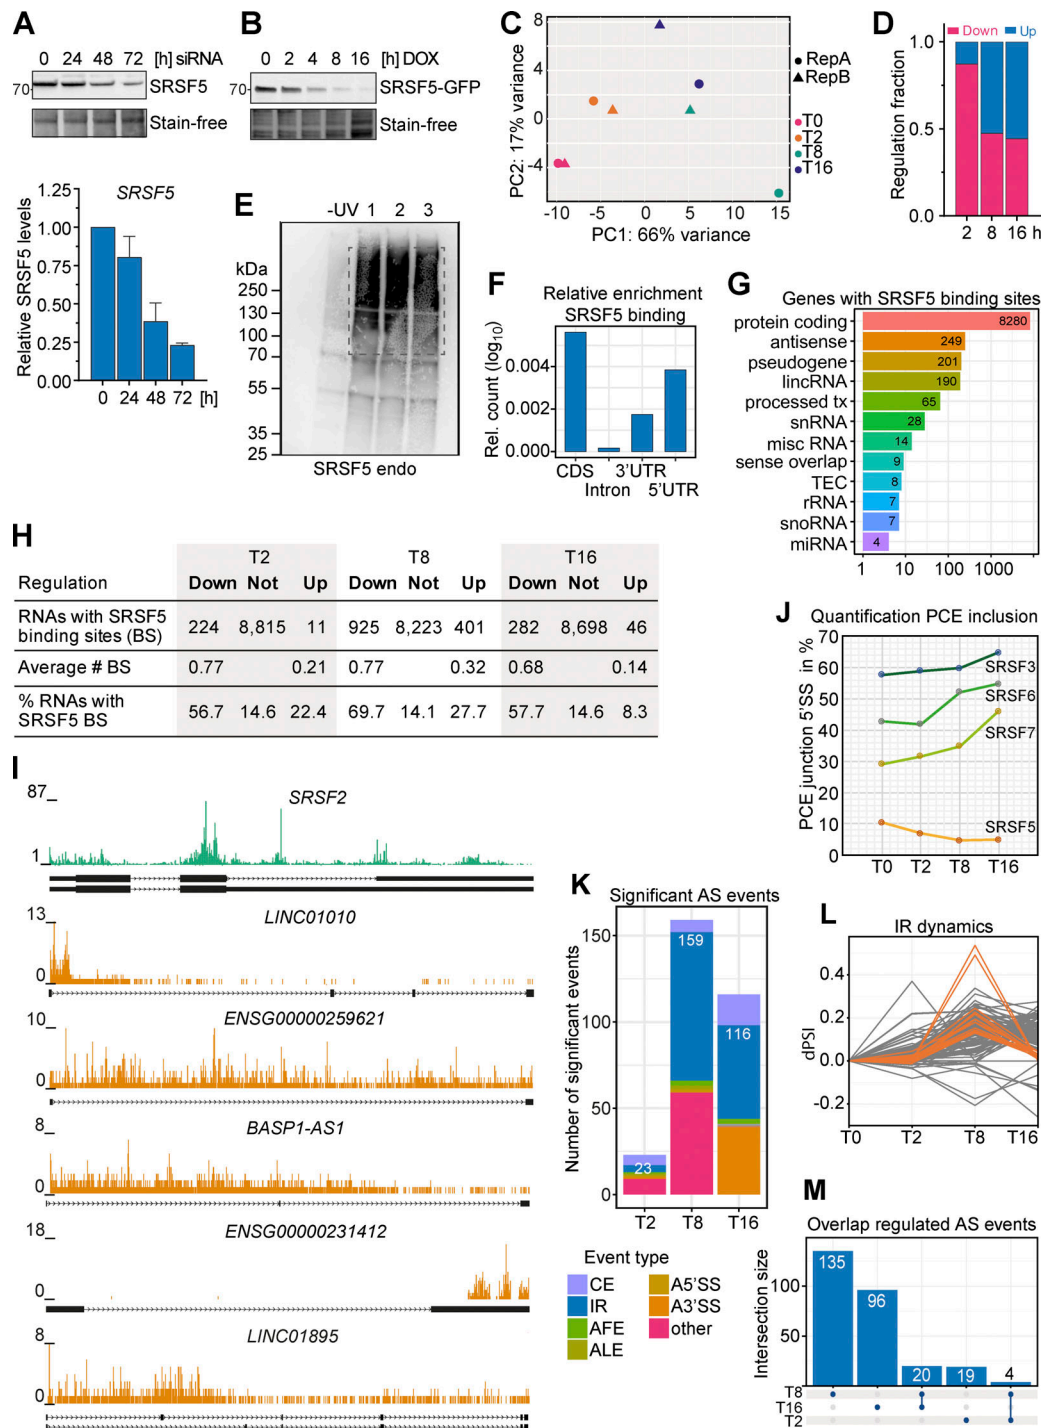 A
0 24 48 72 [h] siRNA
70 SRSF5
Stain-free
SRSF5
Relative SRSF5 levels
1.25
1.00
0.75
0.50
0.25
0.00
0 24 48 72 [h]
B
0 2 4 8 16 [h] DOX
70 SRSF5-GFP
Stain-free
C
PC2: 17% variance
8
4
0
-4
-10 -5 0 5 10 15
PC1: 66% variance
RepA
RepB
T0
T2
T8
T16
D
Down Up
Regulation fraction
1.0
0.5
0.0
2 8 16 h
E
-UV 1 2 3
kDa
250
130
100
70
55
35
25
SRSF5 endo
F
Relative enrichment
SRSF5 binding
Rel. count (log10)
0.004
0.002
0.000
CDS 3'UTR
Intron 5'UTR
G
Genes with SRSF5 binding sites
protein coding 8280
antisense 249
pseudogene 201
lincRNA 190
processed tx 65
snRNA 28
misc RNA 14
sense overlap 9
TEC 8
rRNA 7
snoRNA 7
miRNA 4
1 10 100 1000
H
T2 T8 T16
Regulation Down Not Up Down Not Up Down Not Up
RNAs with SRSF5
binding sites (BS) 224 8,815 11 925 8,223 401 282 8,698 46
Average # BS 0.77 0.21 0.77 0.32 0.68 0.14
% RNAs with
SRSF5 BS 56.7 14.6 22.4 69.7 14.1 27.7 57.7 14.6 8.3
I
87
1
SRSF2
13
0
LINC01010
10
0
ENSG00000259621
8
0
BASP1-AS1
18
0
ENSG00000231412
8
0
LINC01895
J
Quantification PCE inclusion
PCE junction 5'SS in %
70
60
50
40
30
20
10
0
SRSF3
SRSF6
SRSF7
SRSF5
T0 T2 T8 T16
K
Significant AS events
Number of significant events
150
100
50
0
23
159
116
T2 T8 T16
Event type
CE A5'SS
IR A3'SS
AFE other
ALE
L
IR dynamics
dPSI
0.4
0.2
0.0
-0.2
T0 T2 T8 T16
M
Overlap regulated AS events
Intersection size
100
50
135 96 20 19 4
T8
T16
T2